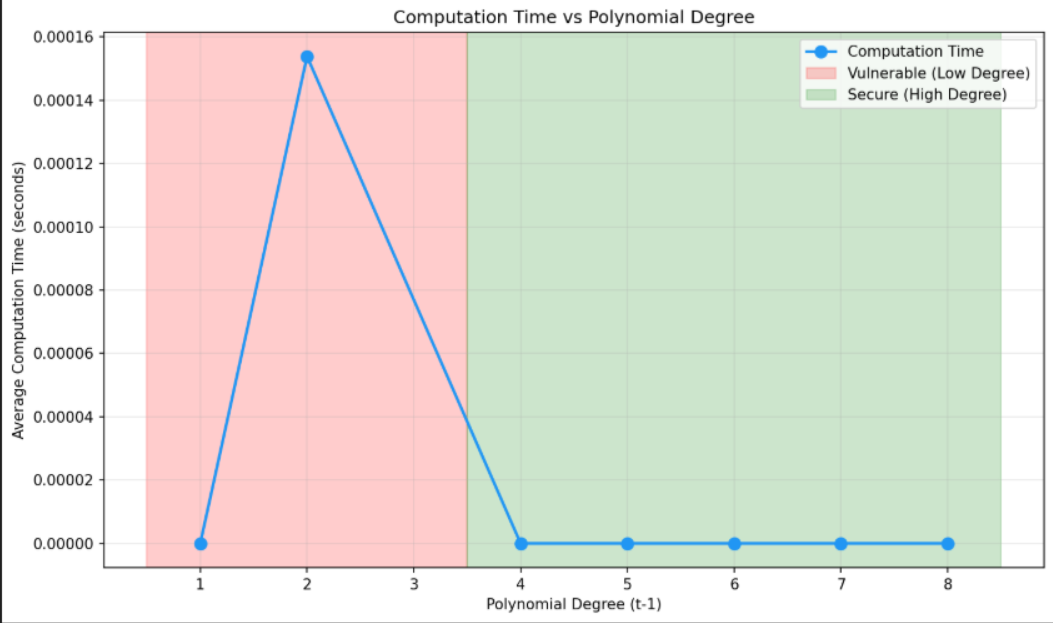 Computation Time vs Polynomial Degree
Computation Time
Vulnerable (Low Degree)
Secure (High Degree)
Average Computation Time (seconds)
0.00016
0.00014
0.00012
0.00010
0.00008
0.00006
0.00004
0.00002
0.00000
1 2 3 4 5 6 7 8
Polynomial Degree (t-1)